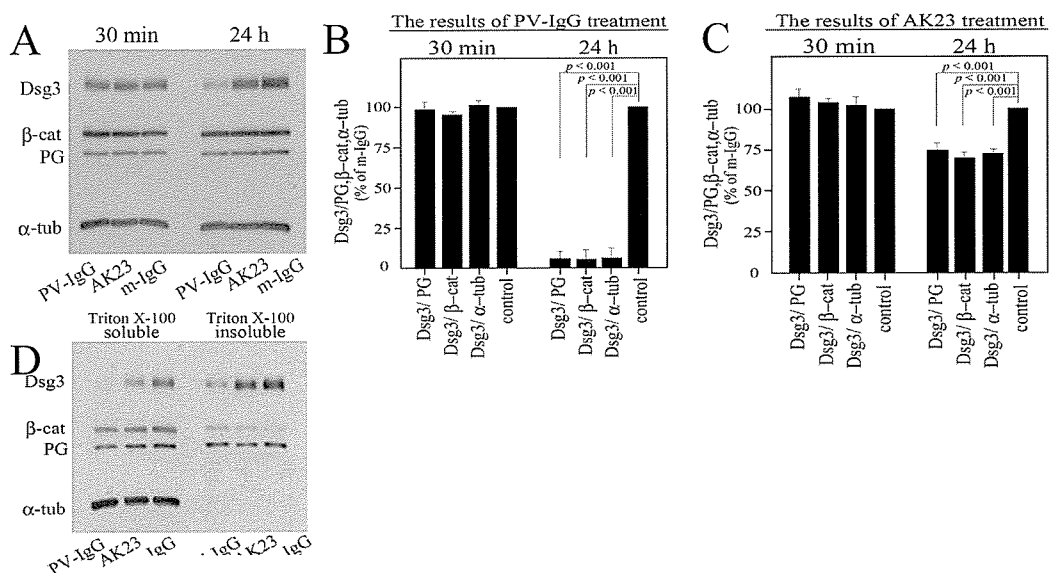 A
30 min
24 h
Dsg3
β-cat
PG
α-tub
PV-IgG
AK23
m-IgG
PV-IgG
AK23
m-IgG
B
The results of PV-IgG treatment
30 min
24 h
p < 0.001
p < 0.001
p < 0.001
Dsg3/PG,β-cat,α-tub
(% of m-IgG)
100
75
50
25
0
Dsg3/ PG
Dsg3/ β-cat
Dsg3/ α-tub
control
Dsg3/ PG
Dsg3/ β-cat
Dsg3/ α-tub
control
C
The results of AK23 treatment
30 min
24 h
p < 0.001
p < 0.001
p < 0.001
Dsg3/PG,β-cat,α-tub
(% of m-IgG)
100
75
50
25
0
Dsg3/ PG
Dsg3/ β-cat
Dsg3/ α-tub
control
Dsg3/ PG
Dsg3/ β-cat
Dsg3/ α-tub
control
D
Triton X-100
soluble
Triton X-100
insoluble
Dsg3
β-cat
PG
α-tub
PV-IgG
AK23
IgG
IgG
AK23
IgG